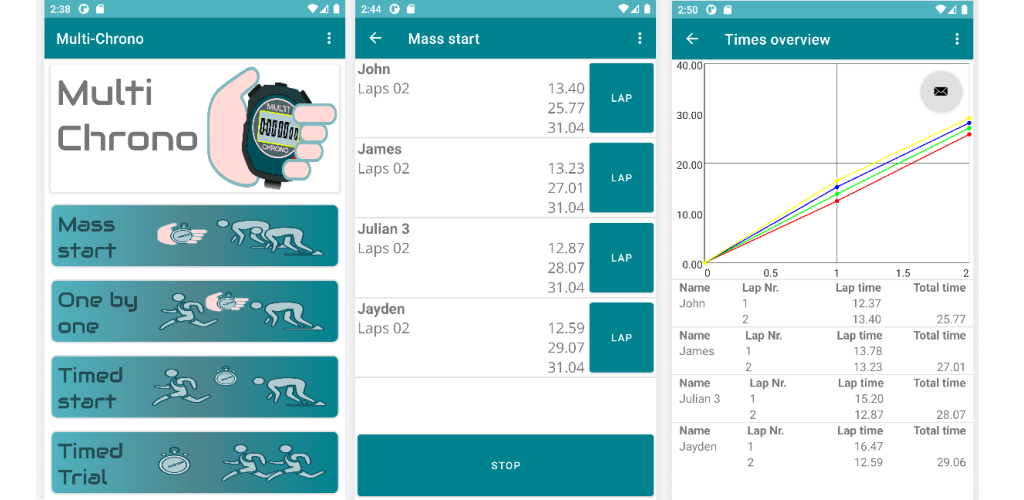 2:38
Multi-Chrono
Multi
Chrono
MULTI
CHRONO
Mass
start
One by
one
Timed
start
Timed
Trial
2:44
Mass start
John
Laps 02 13.40
25.77
31.04
LAP
James
Laps 02 13.23
27.01
31.04
LAP
Julian 3
Laps 02 12.87
28.07
31.04
LAP
Jayden
Laps 02 12.59
29.07
31.04
LAP
STOP
2:50
Times overview
40.00
30.00
20.00
10.00
0.00
0 0.5 1 1.5 2
Name Lap Nr. Lap time Total time
John 1 12.37
2 13.40 25.77
Name Lap Nr. Lap time Total time
James 1 13.78
2 13.23 27.01
Name Lap Nr. Lap time Total time
Julian 3 1 15.20
2 12.87 28.07
Name Lap Nr. Lap time Total time
Jayden 1 16.47
2 12.59 29.06